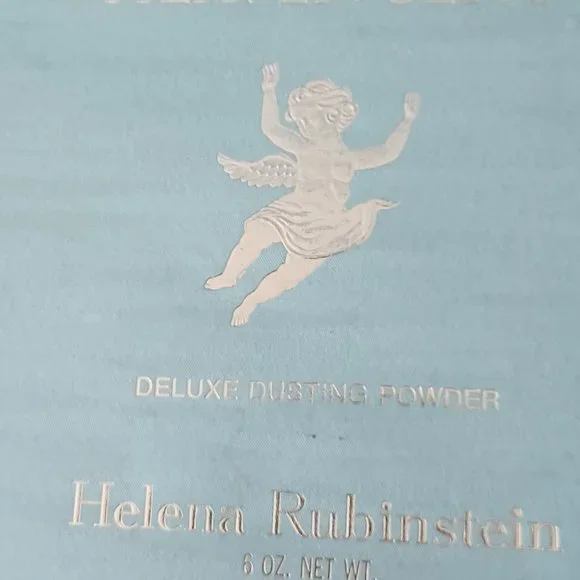 DELUXE DUSTING POWDER
Helena Rubinstein
6 OZ. NET WT.